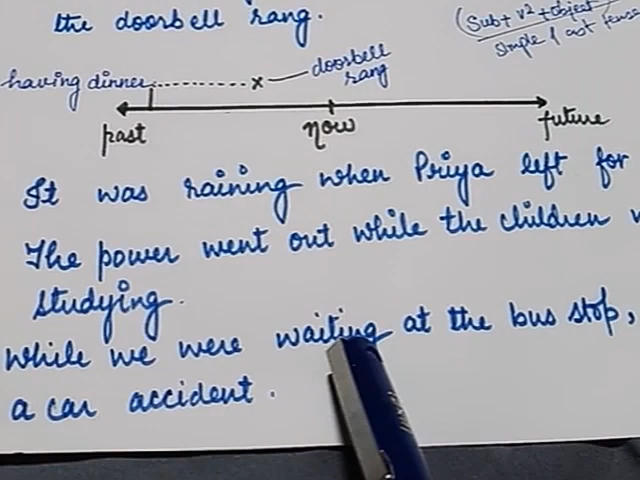 the doorbell rang.
(Sub + v2 + object
Simple Past tense
having dinner
doorbell
rang
past now future
It was raining when Priya left for
The power went out while the children
studying.
While we were waiting at the bus stop,
a car accident.